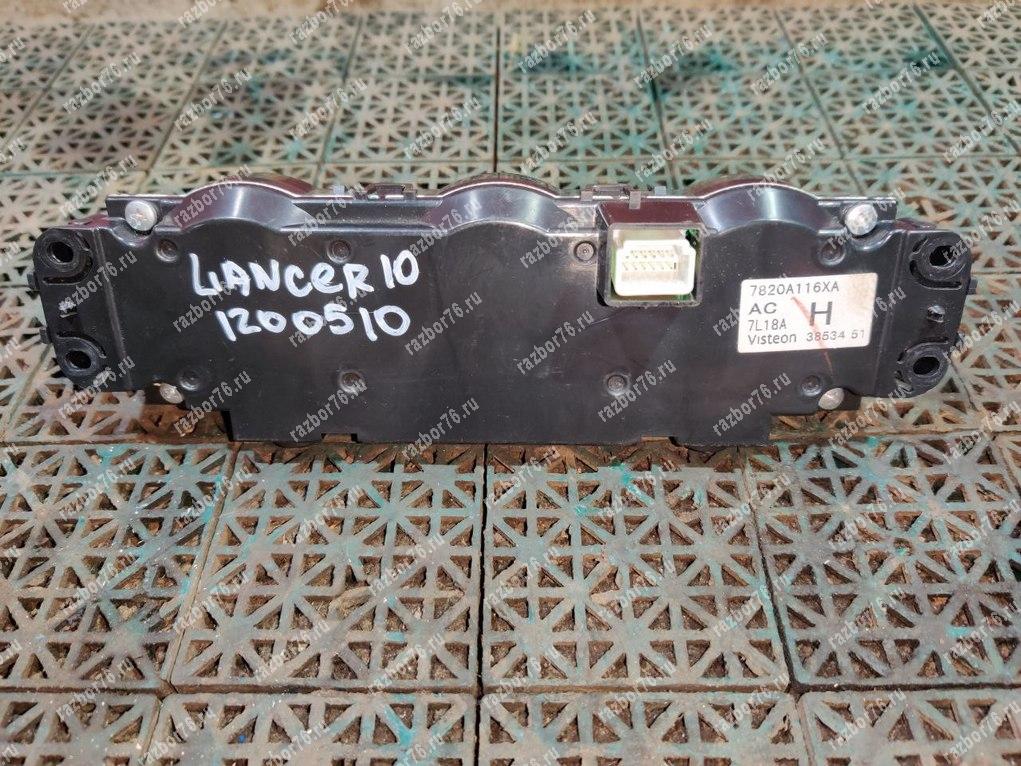 LANCER 10
1200510
7820A116XA
AC H
7L18A
Visteon 38534 51
razbor76.ru